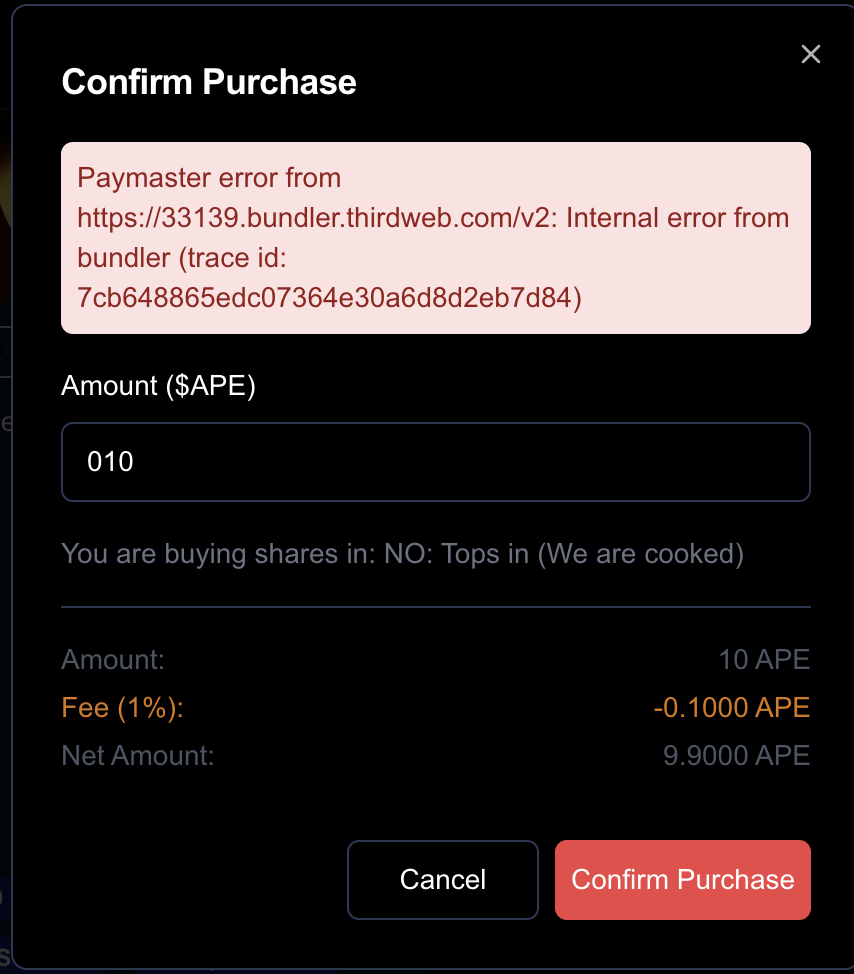 Confirm Purchase
Paymaster error from
https://33139.bundler.thirdweb.com/v2: Internal error from
bundler (trace id:
7cb648865edc07364e30a6d8d2eb7d84)
Amount ($APE)
010
You are buying shares in: NO: Tops in (We are cooked)
Amount: 10 APE
Fee (1%): -0.1000 APE
Net Amount: 9.9000 APE
Cancel Confirm Purchase